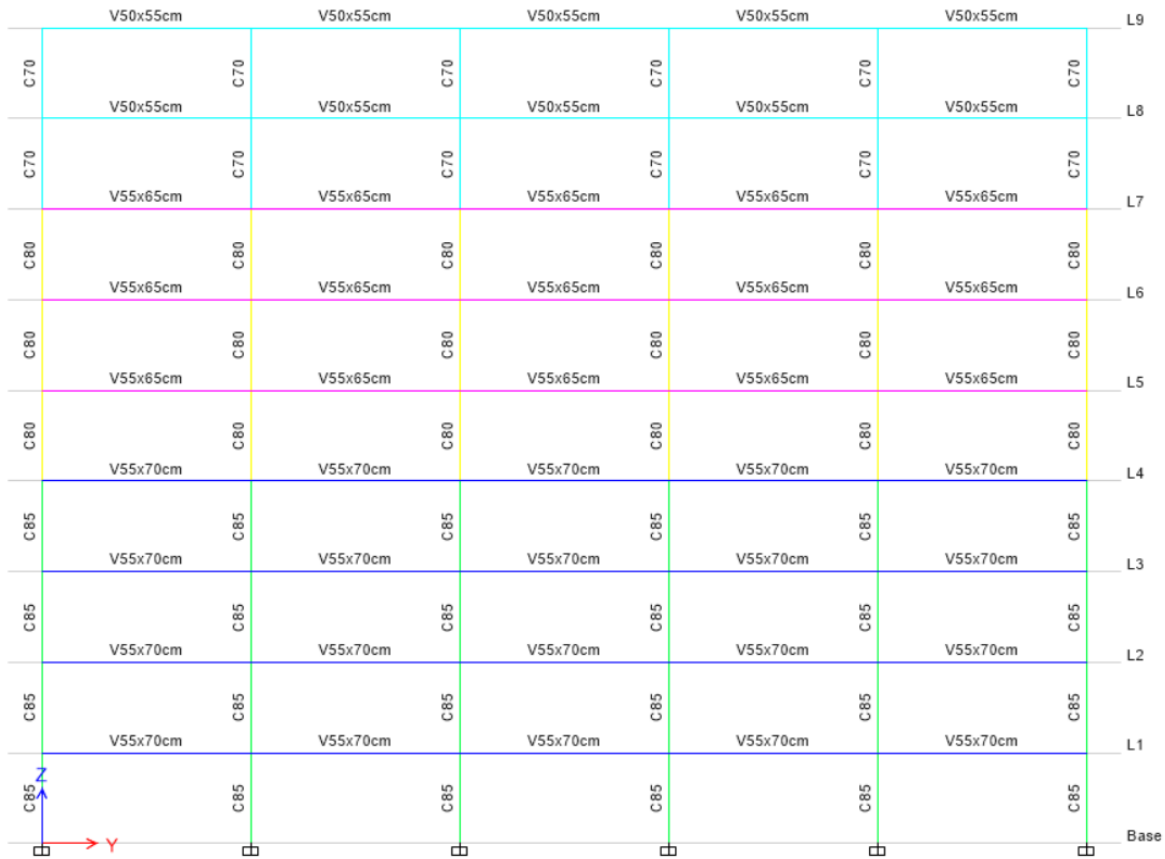 V50x55cm V50x55cm V50x55cm V50x55cm V50x55cm L9
C70 C70 C70 C70 C70 C70
V50x55cm V50x55cm V50x55cm V50x55cm V50x55cm L8
C70 C70 C70 C70 C70 C70
V55x65cm V55x65cm V55x65cm V55x65cm V55x65cm L7
C80 C80 C80 C80 C80 C80
V55x65cm V55x65cm V55x65cm V55x65cm V55x65cm L6
C80 C80 C80 C80 C80 C80
V55x65cm V55x65cm V55x65cm V55x65cm V55x65cm L5
C80 C80 C80 C80 C80 C80
V55x70cm V55x70cm V55x70cm V55x70cm V55x70cm L4
C85 C85 C85 C85 C85 C85
V55x70cm V55x70cm V55x70cm V55x70cm V55x70cm L3
C85 C85 C85 C85 C85 C85
V55x70cm V55x70cm V55x70cm V55x70cm V55x70cm L2
C85 C85 C85 C85 C85 C85
V55x70cm V55x70cm V55x70cm V55x70cm V55x70cm L1
Z
C85 C85 C85 C85 C85 C85
Y Base